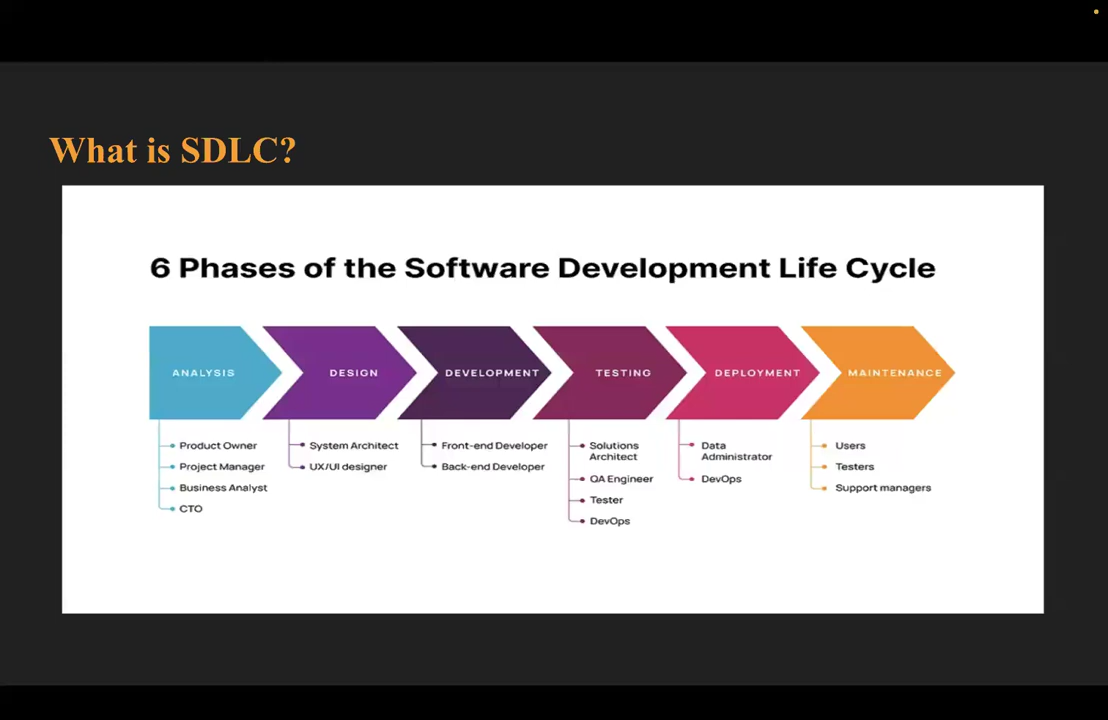 What is SDLC?
6 Phases of the Software Development Life Cycle
ANALYSIS
DESIGN
DEVELOPMENT
TESTING
DEPLOYMENT
MAINTENANCE
Product Owner
Project Manager
Business Analyst
CTO
System Architect
UX/UI designer
Front-end Developer
Back-end Developer
Solutions
Architect
QA Engineer
Tester
DevOps
Data
Administrator
DevOps
Users
Testers
Support managers